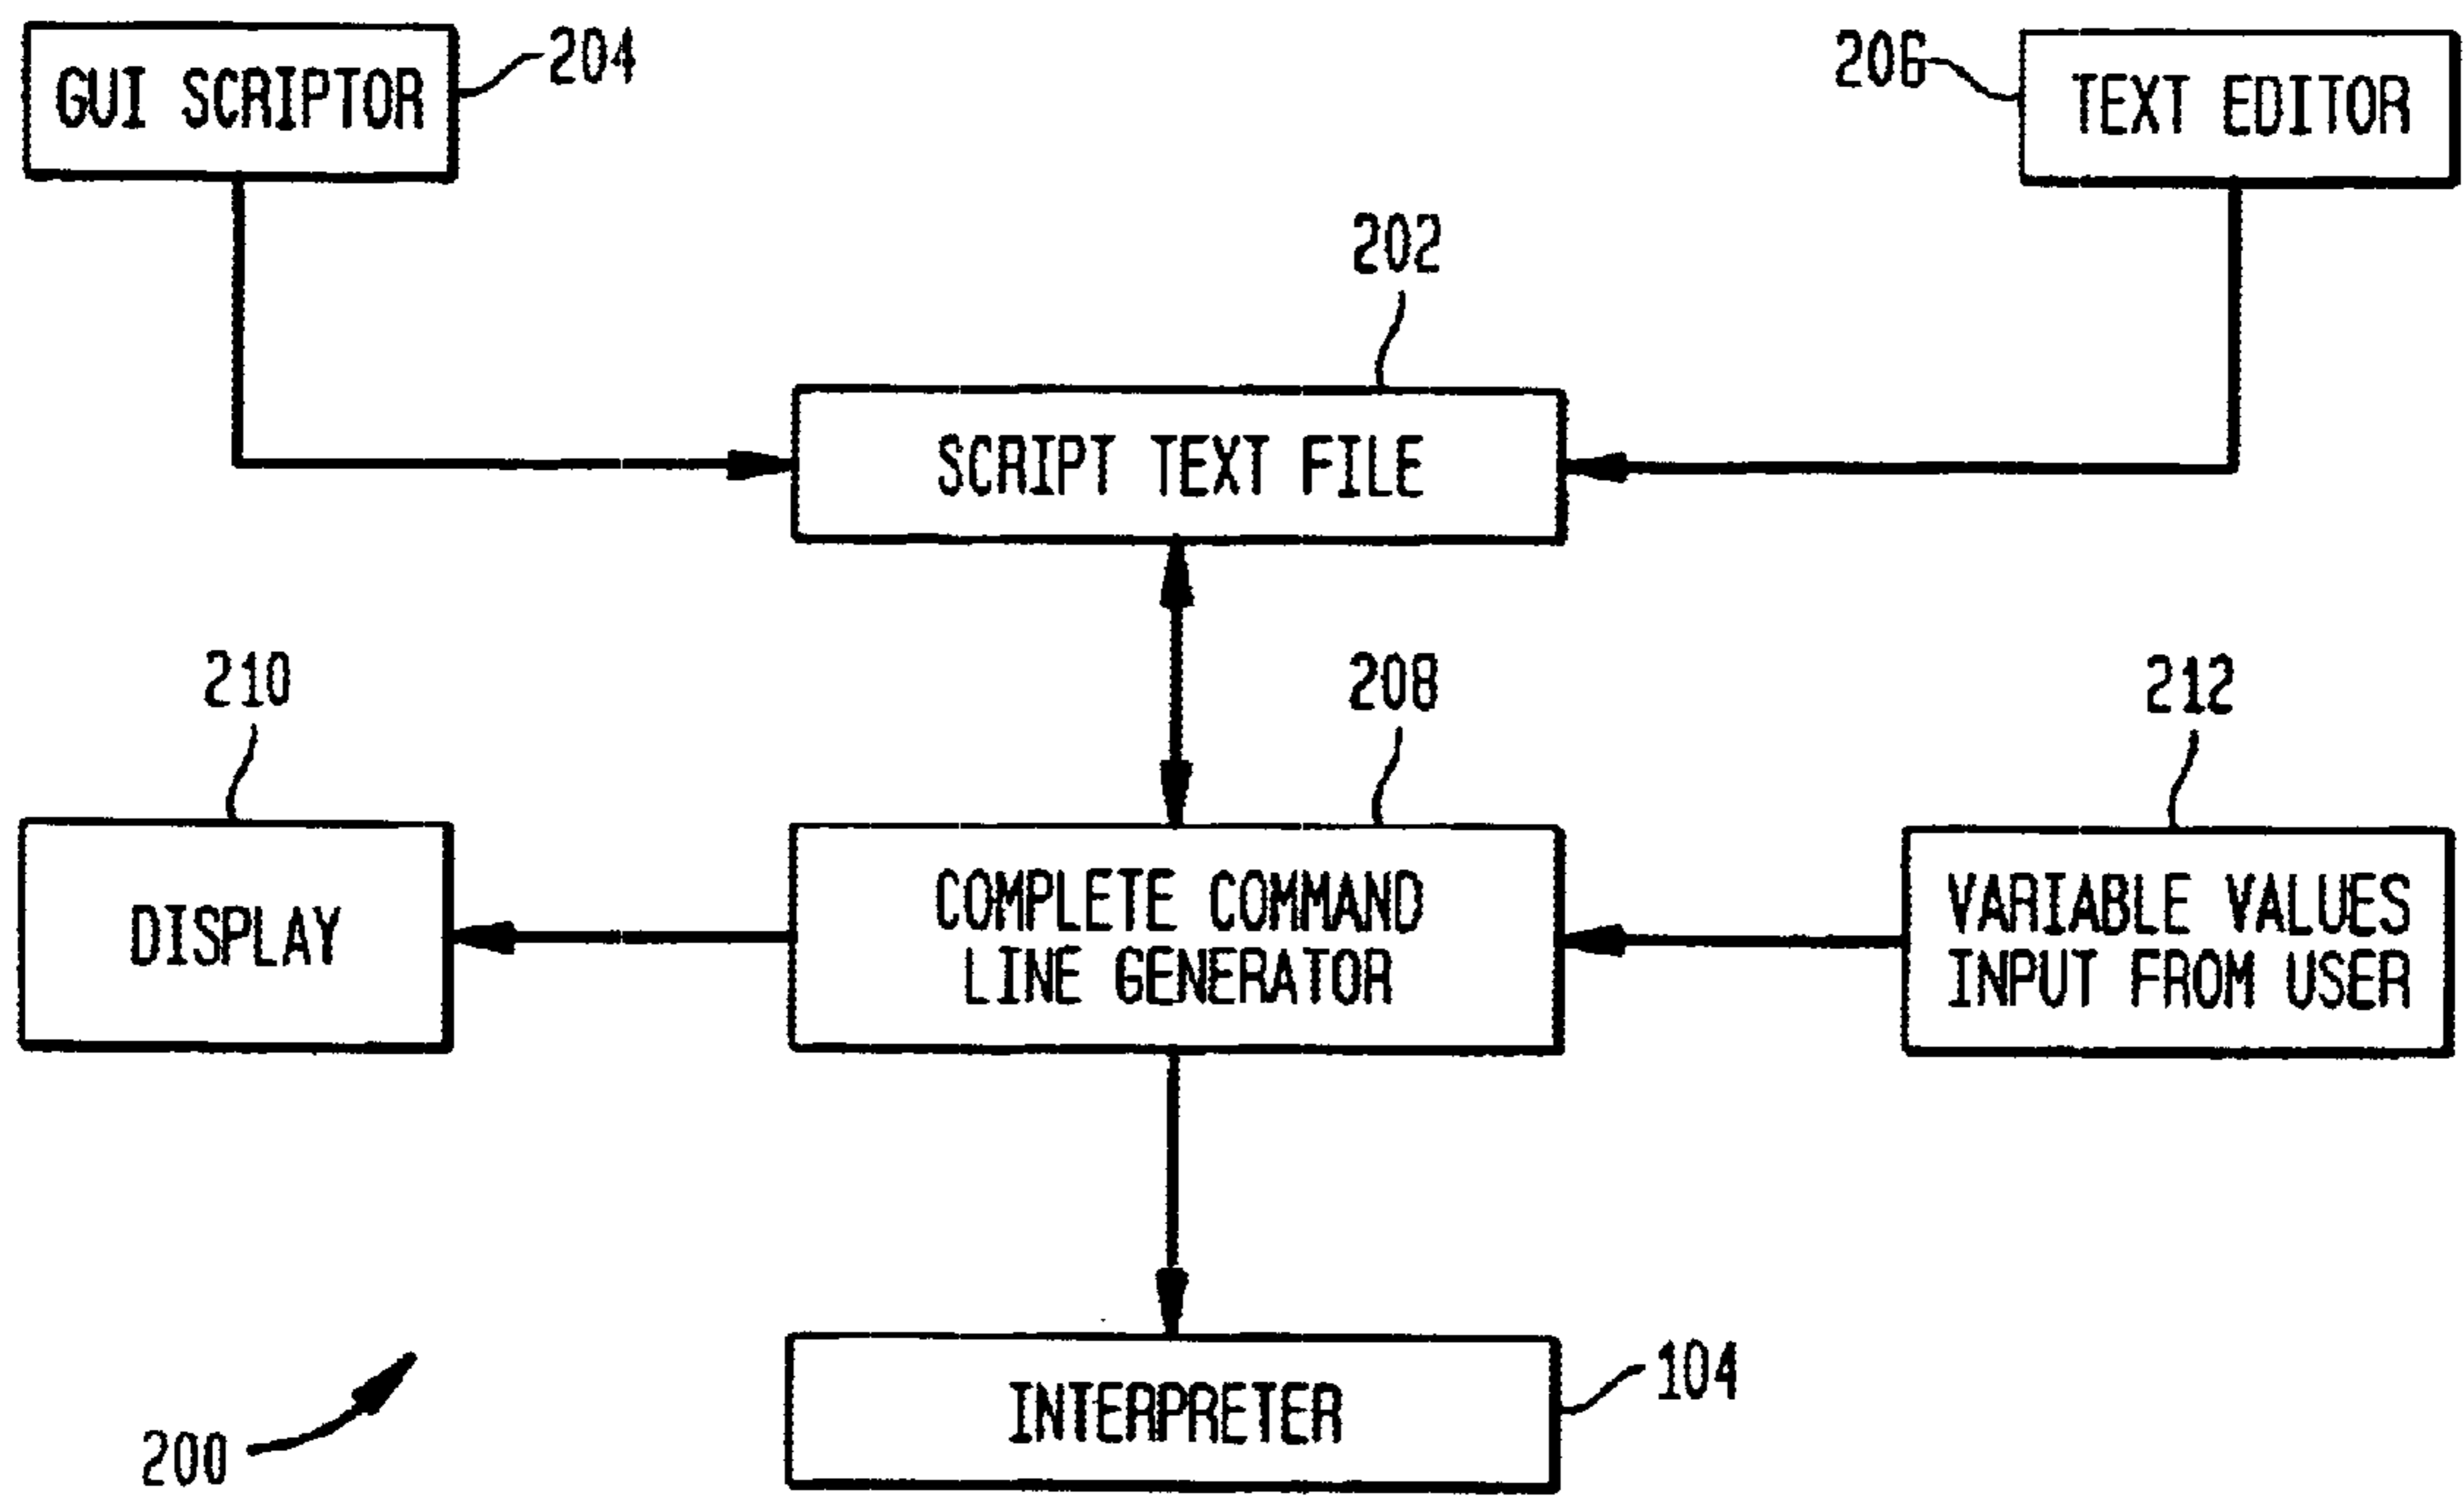 GUI SCRIPTOR
204
206
TEXT EDITOR
202
SCRIPT TEXT FILE
210
208
212
DISPLAY
COMPLETE COMMAND
LINE GENERATOR
VARIABLE VALUES
INPUT FROM USER
INTERPRETER
104
200